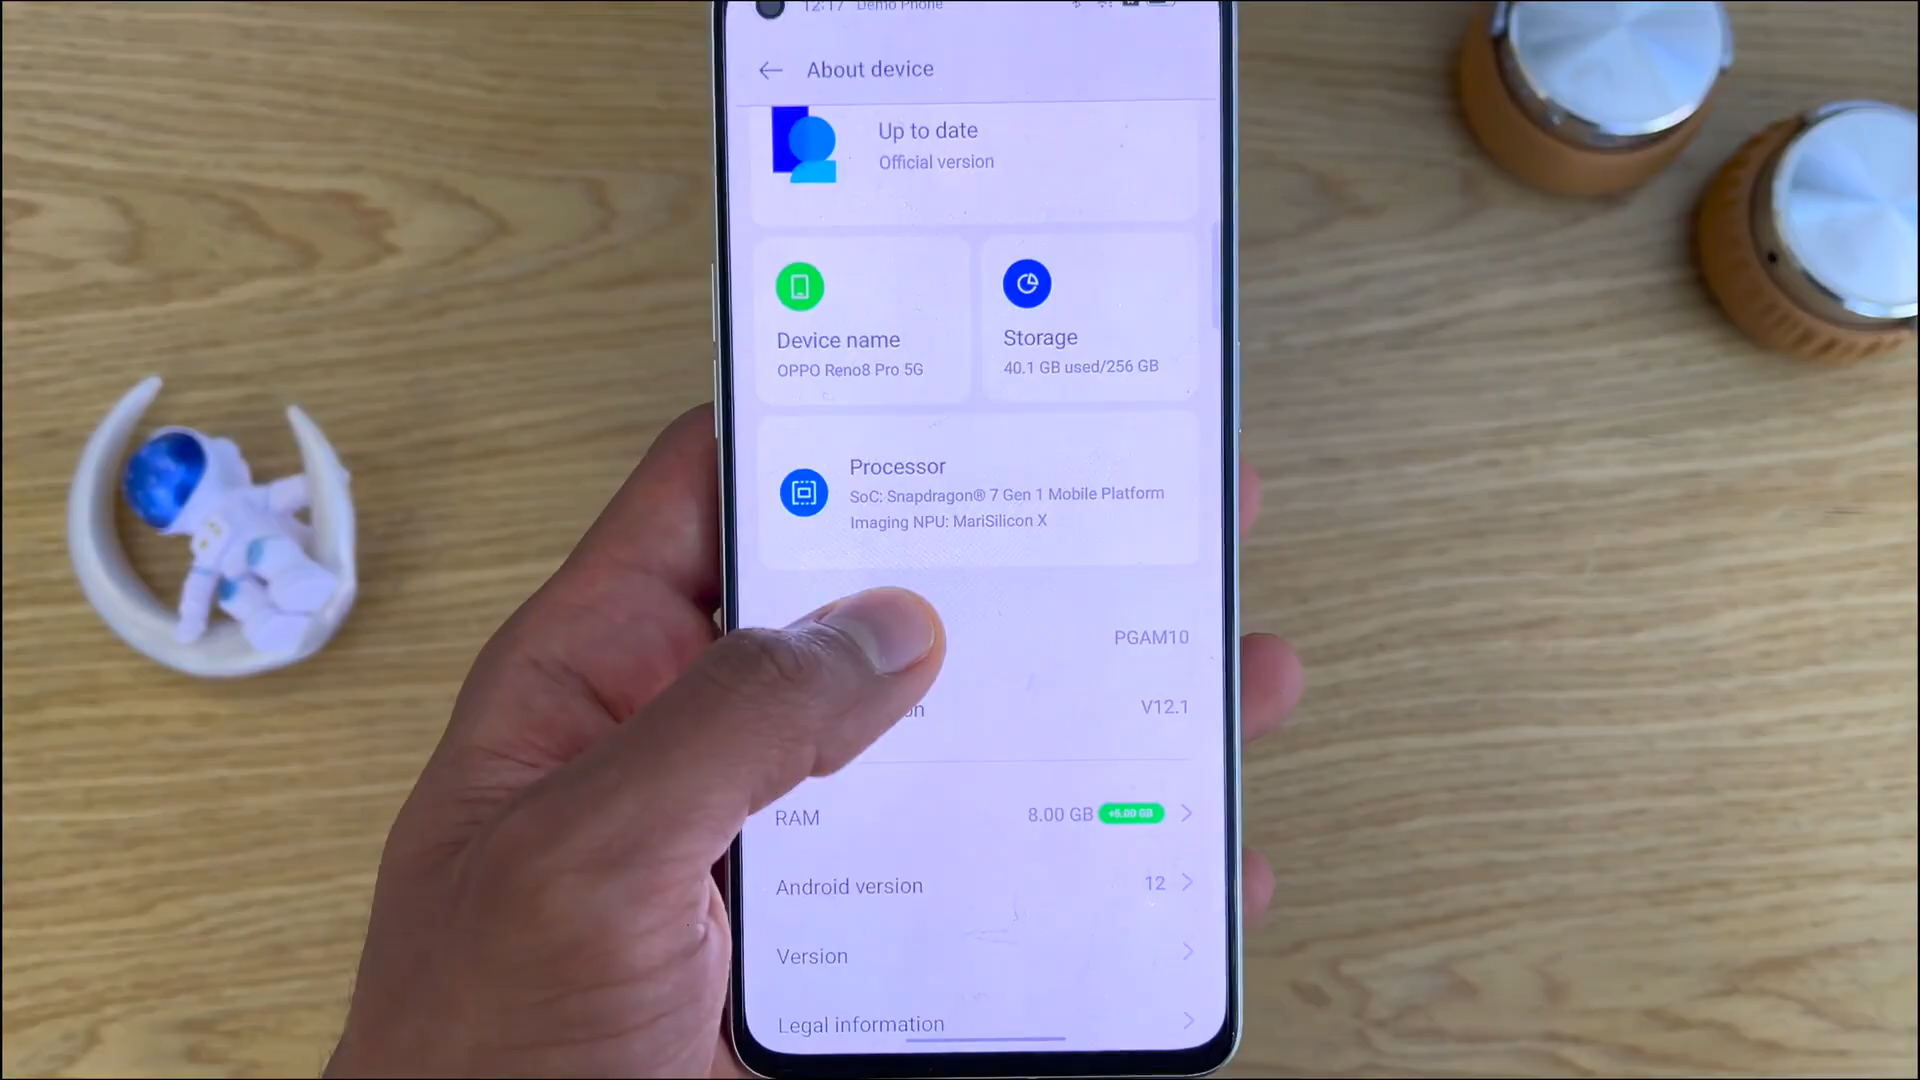 12:17 Demo Phone
About device
Up to date
Official version
Device name
OPPO Reno8 Pro 5G
Storage
40.1 GB used/256 GB
Processor
SoC: Snapdragon® 7 Gen 1 Mobile Platform
Imaging NPU: MariSilicon X
PGAM10
V12.1
RAM 8.00 GB +5.00 GB
Android version 12
Version
Legal information